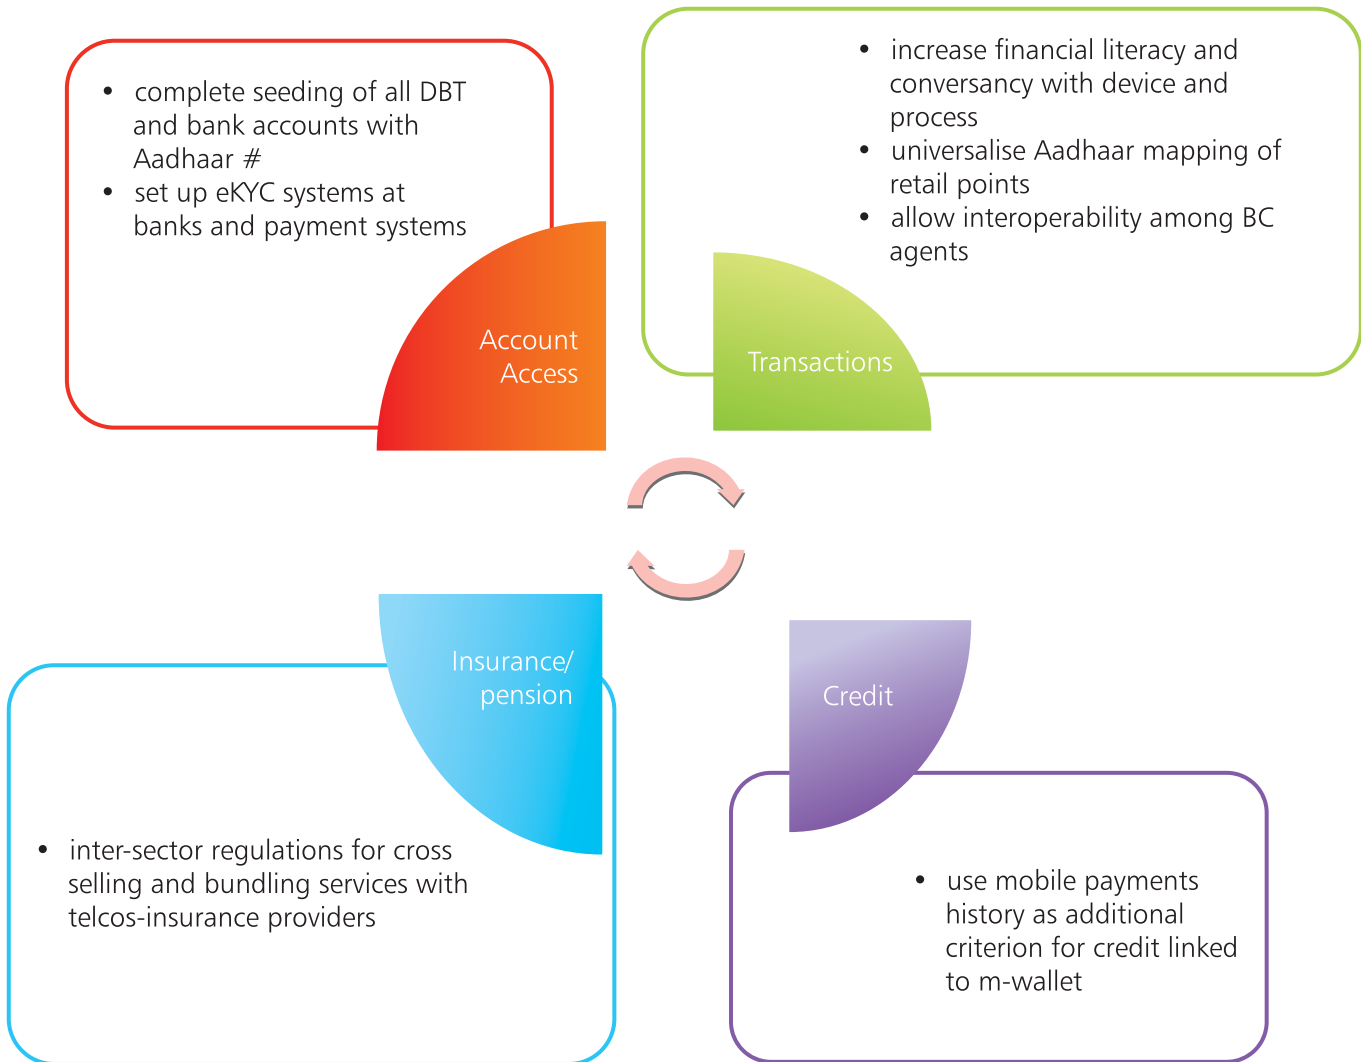 • complete seeding of all DBT
and bank accounts with
Aadhaar #
• set up eKYC systems at
banks and payment systems
Account
Access
• increase financial literacy and
conversancy with device and
process
• universalise Aadhaar mapping of
retail points
• allow interoperability among BC
agents
Transactions
Insurance/
pension
• inter-sector regulations for cross
selling and bundling services with
telcos-insurance providers
Credit
• use mobile payments
history as additional
criterion for credit linked
to m-wallet